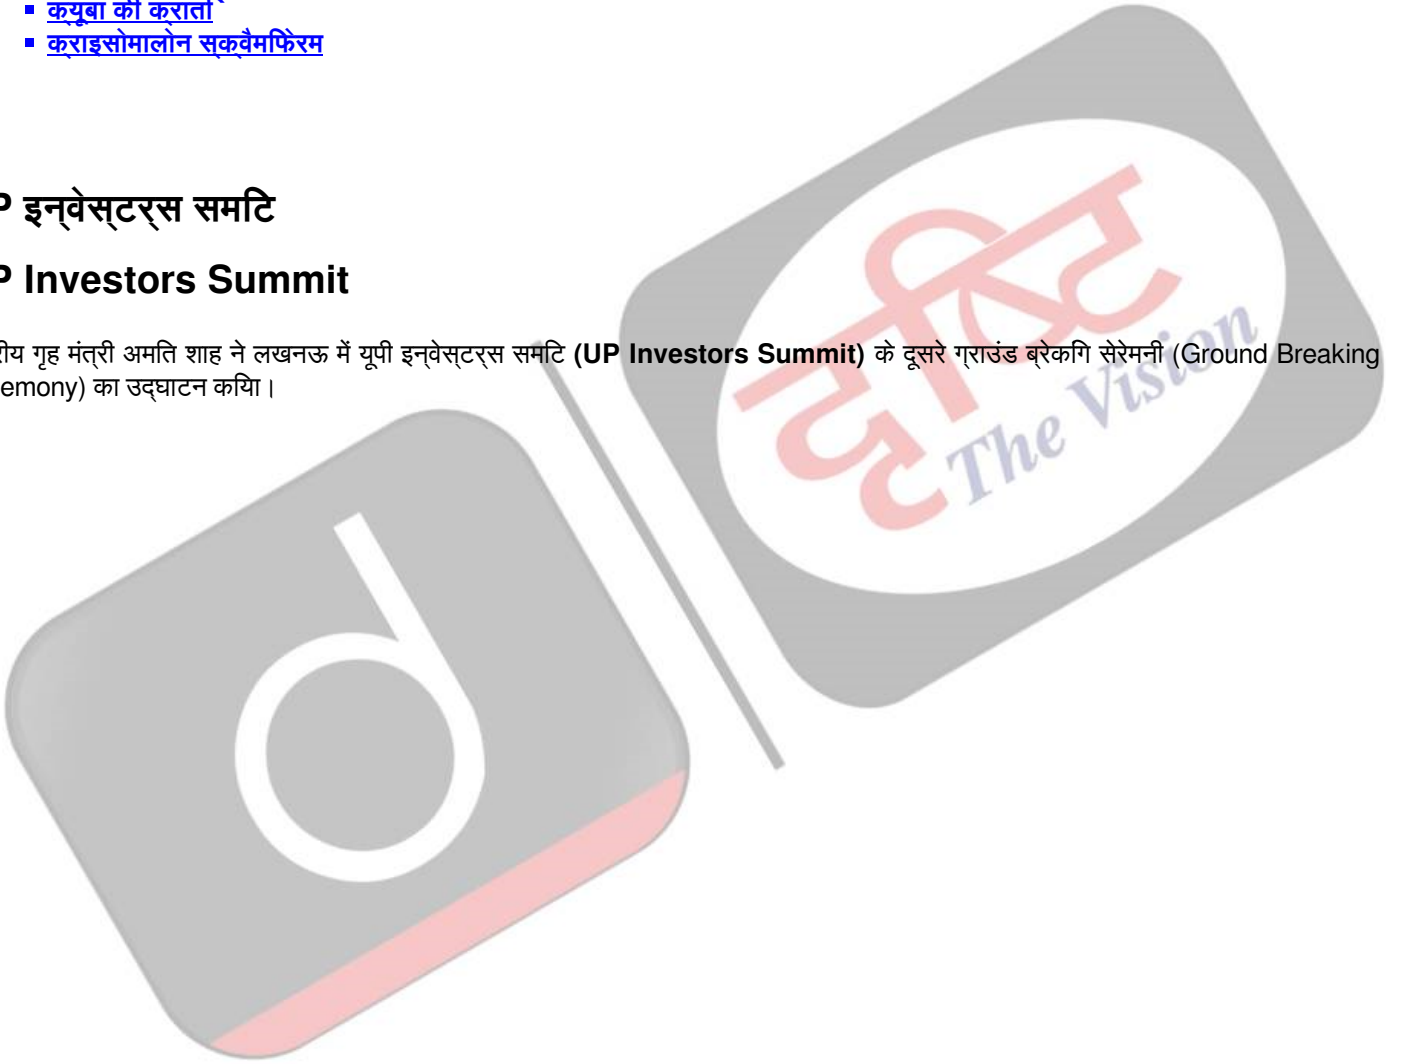 क्यूबा की क्रांति
क्राइसोमालोन स्क्वैमिफेरम
P इन्वेस्टर्स समिट
P Investors Summit
रीय गृह मंत्री अमित शाह ने लखनऊ में यूपी इन्वेस्टर्स समिट (UP Investors Summit) के दूसरे ग्राउंड ब्रेकिंग सेरेमनी (Ground Breaking
emony) का उद्घाटन किया।
दृष्टि
The Vision
d